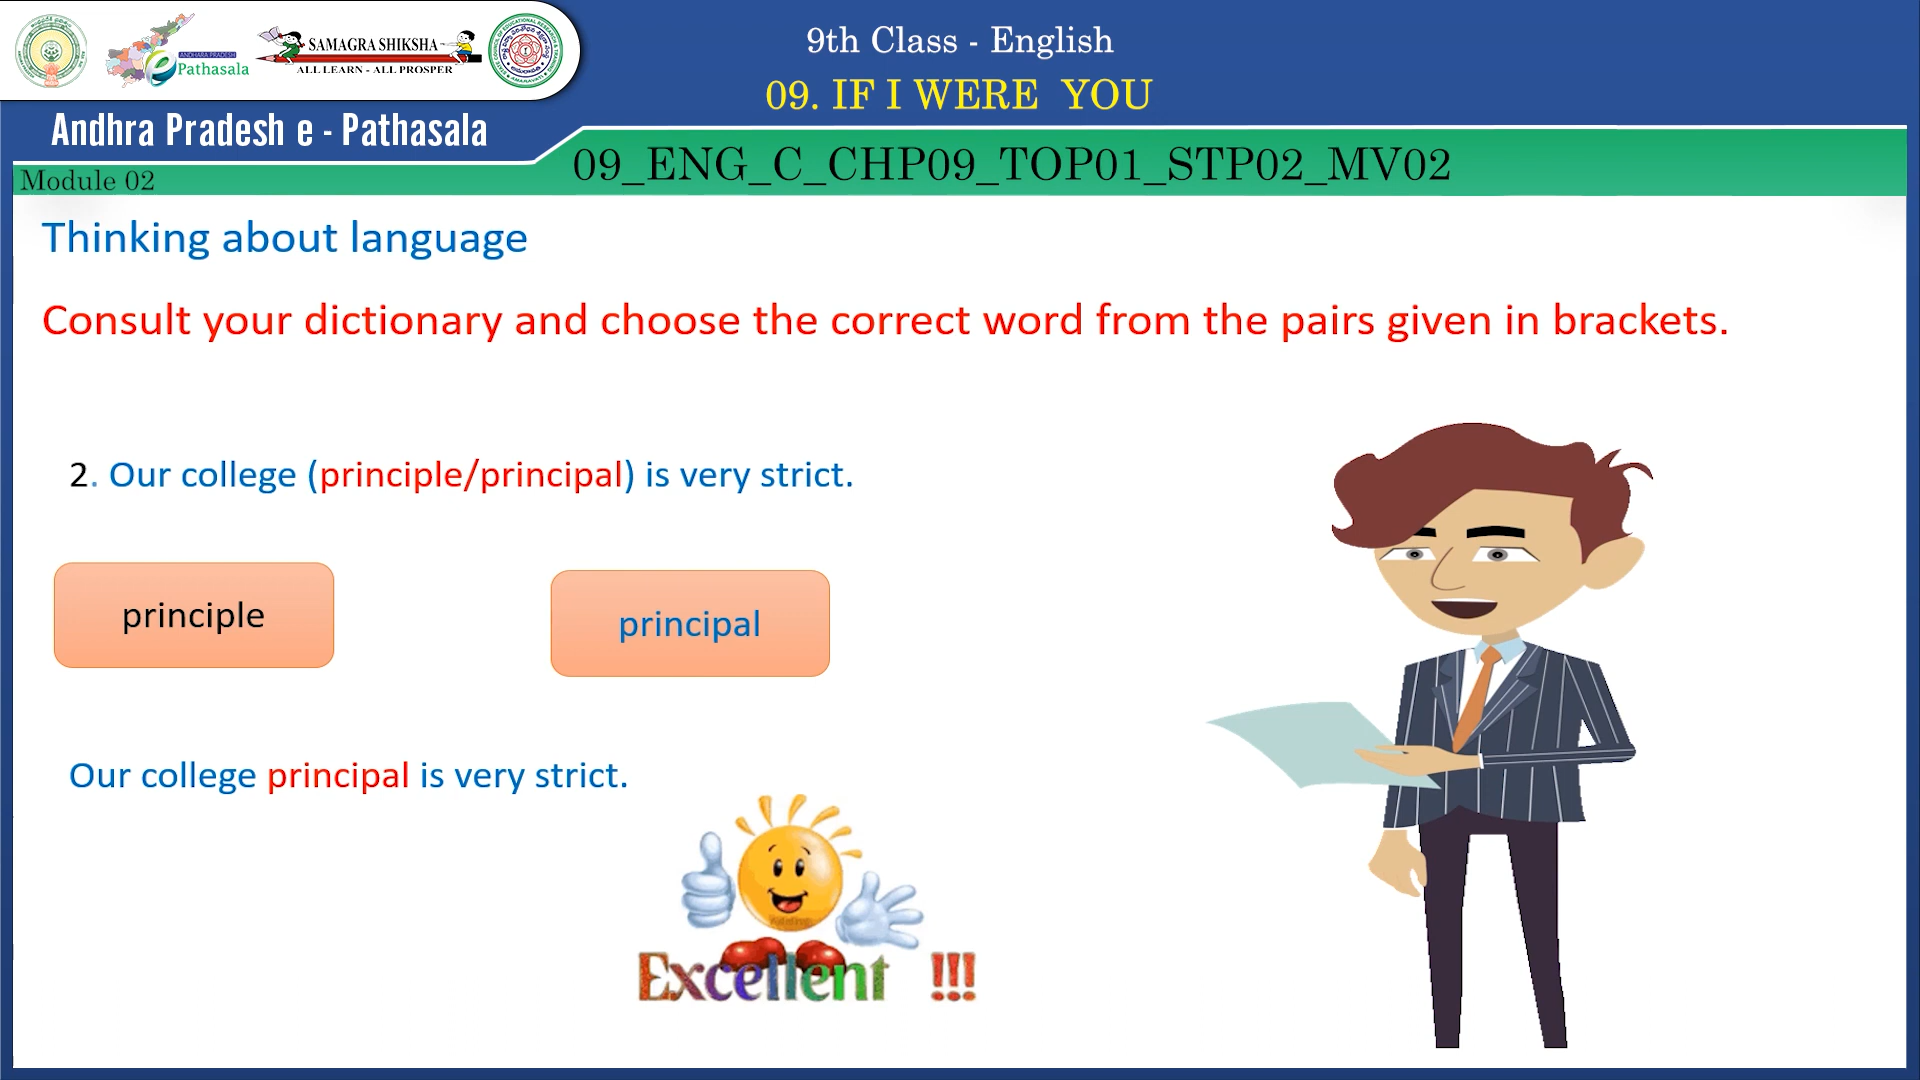 ANDHRA PRADESH
e Pathasala
SAMAGRA SHIKSHA
ALL LEARN - ALL PROSPER
Andhra Pradesh e - Pathasala
9th Class - English
09. IF I WERE YOU
Module 02
09_ENG_C_CHP09_TOP01_STP02_MV02
Thinking about language
Consult your dictionary and choose the correct word from the pairs given in brackets.
2. Our college (principle/principal) is very strict.
principle
principal
Our college principal is very strict.
Excellent !!!